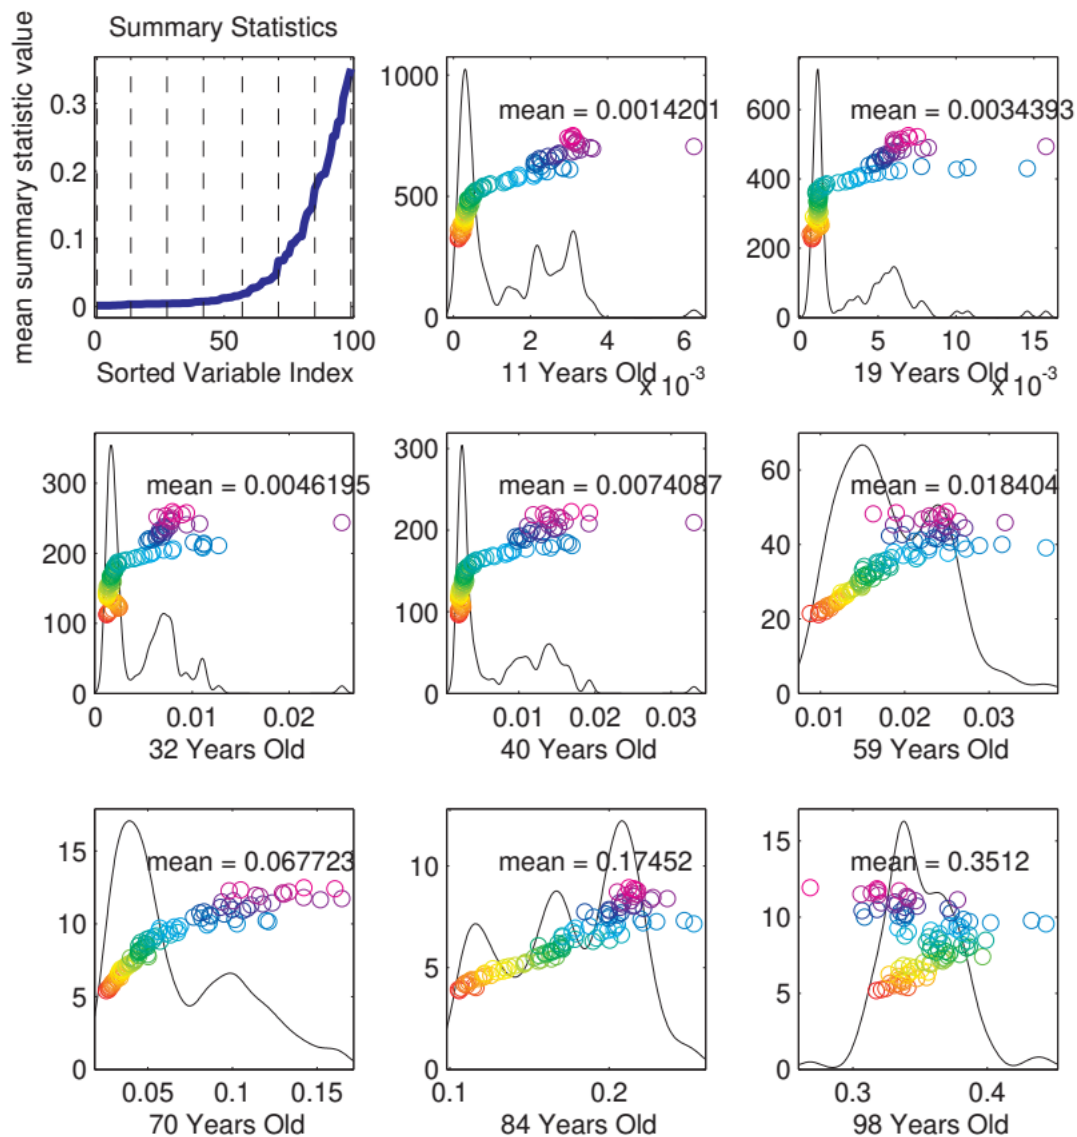 Summary Statistics
mean summary statistic value
0.3
0.2
0.1
0
0 50 100
Sorted Variable Index
1000
500
0
mean = 0.0014201
0 2 4 6
11 Years Old
x 10⁻³
600
400
200
0
mean = 0.0034393
0 5 10 15
19 Years Old
x 10⁻³
300
200
100
0
mean = 0.0046195
0 0.01 0.02
32 Years Old
300
200
100
0
mean = 0.0074087
0.01 0.02 0.03
40 Years Old
60
40
20
0
mean = 0.018404
0.01 0.02 0.03
59 Years Old
15
10
5
0
mean = 0.067723
0.05 0.1 0.15
70 Years Old
10
5
0
mean = 0.17452
0.1 0.2
84 Years Old
15
10
5
0
mean = 0.3512
0.3 0.4
98 Years Old